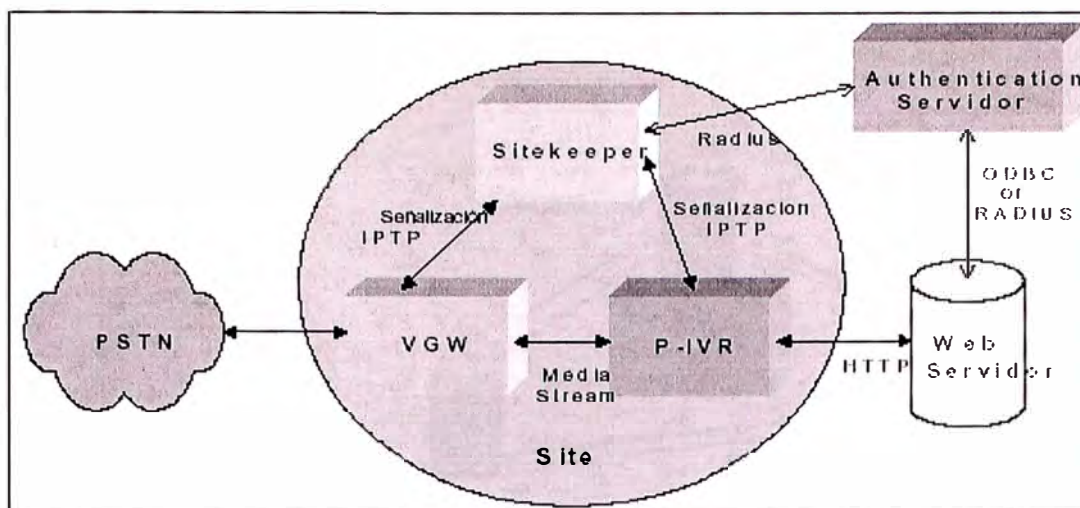 Authentication
Servidor
Sitekeeper
Radius
ODBC
or
RADIUS
Señalización
IPTP
Señalizacion
IPTP
PSTN
VGW
P-IVR
HTTP
Web
Servidor
Media
Stream
Site